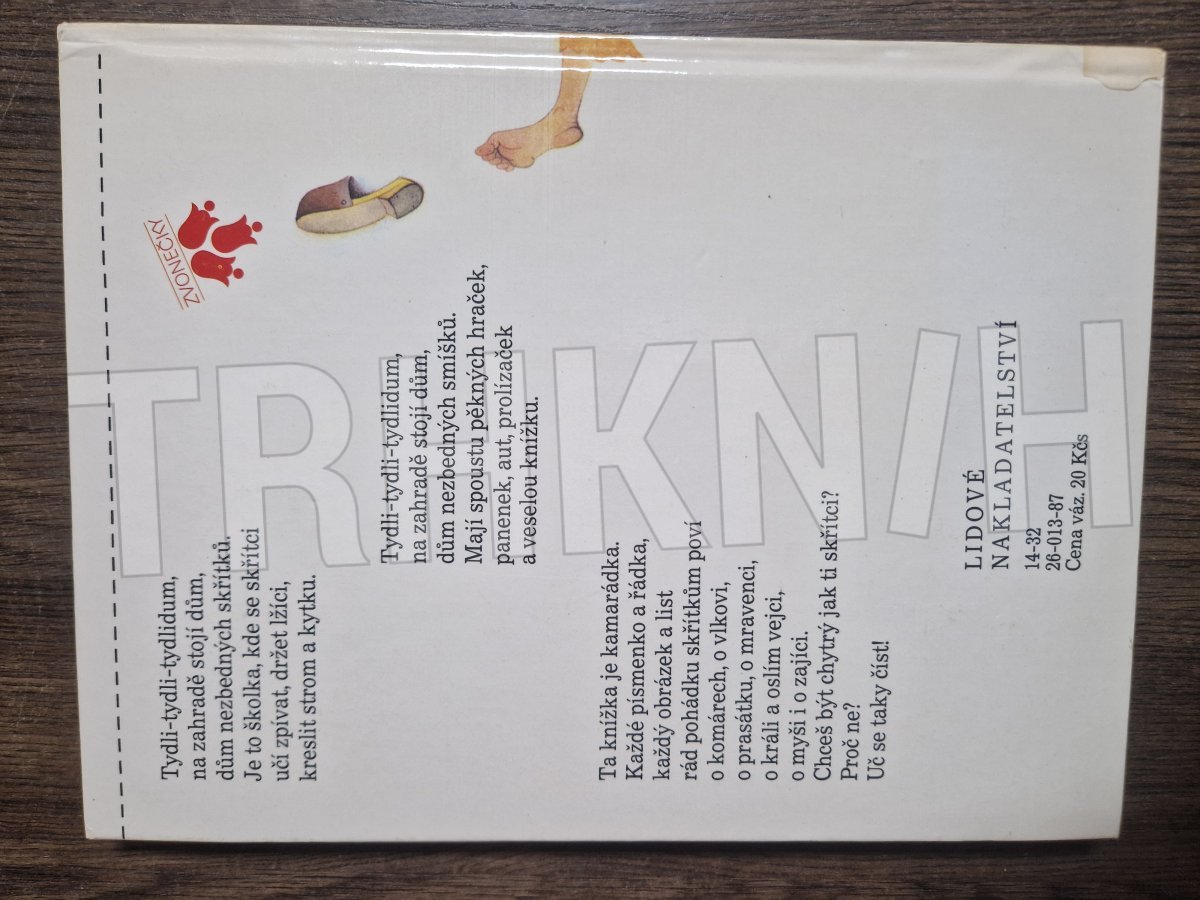 ZVONEČKY
Tydli-tydli-tydlidum,
na zahradě stojí dům,
dům nezbedných skřítků.
Je to školka, kde se skřítci
učí zpívat, držet lžíci,
kreslit strom a kytku.
Tydli-tydli-tydlidum,
na zahradě stojí dům,
dům nezbedných smíšků.
Mají spoustu pěkných hraček,
panenek, aut, prolízaček
a veselou knížku.
Ta knížka je kamarádka.
Každé písmenko a řádka,
každý obrázek a list
rád pohádku skřítkům poví
o komárech, o vlkovi,
o prasátku, o mravenci,
o králi a oslím vejci,
o myši i o zajíci.
Chceš být chytrý jak ti skřítci?
Proč ne?
Uč se taky číst!
LIDOVÉ
NAKLADATELSTVÍ
14-32
26-013-87
Cena váz. 20 Kčs